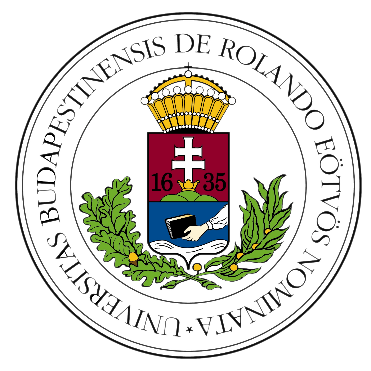 UNIVERSITAS BUDAPESTINENSIS DE ROLANDO EÖTVÖS NOMINATA *
16 35